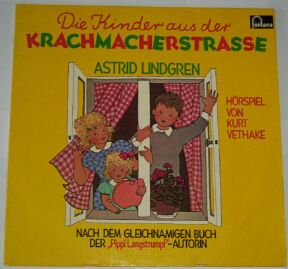 Die Kinder aus der
fontana
KRACHMACHERSTRASSE
ASTRID LINDGREN
HÖRSPIEL
VON
KURT
VETHAKE
NACH DEM GLEICHNAMIGEN BUCH
DER „Pippi Langstrumpf"-AUTORIN